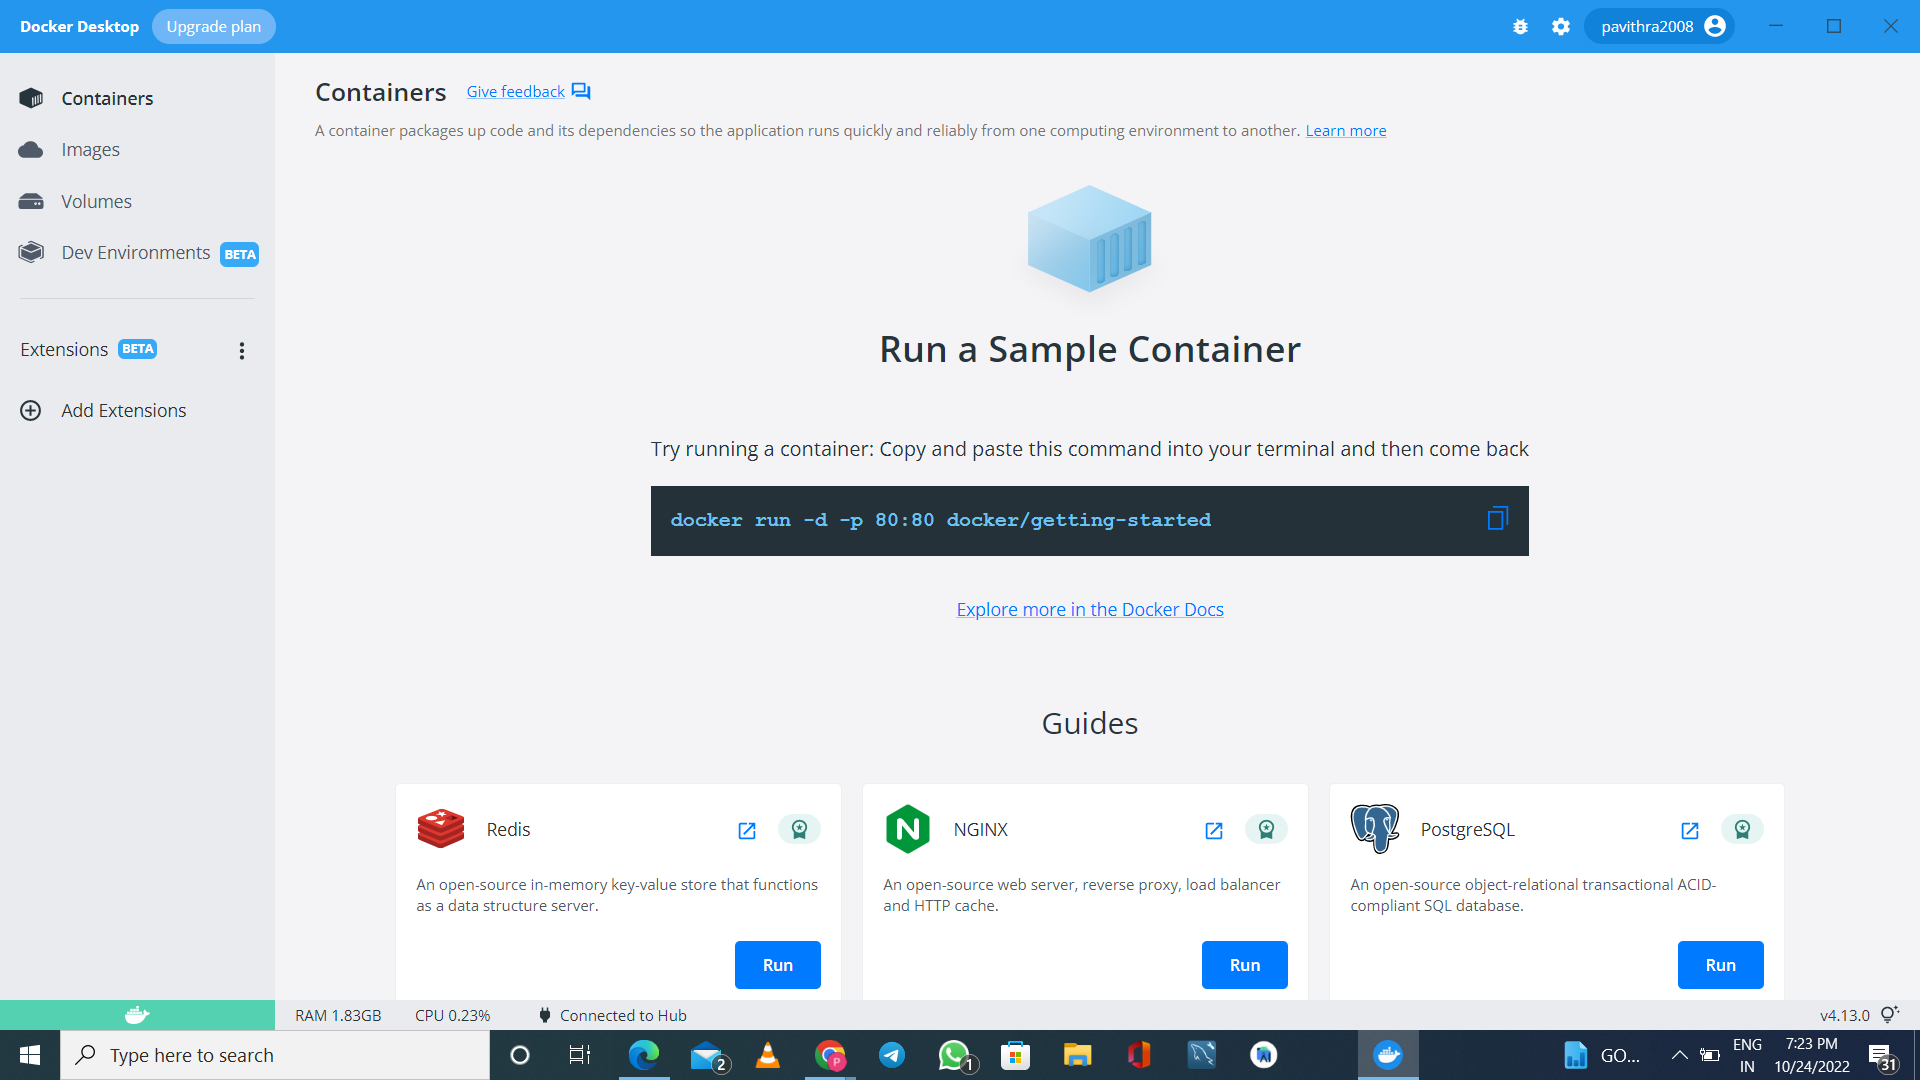 Docker Desktop
Upgrade plan
pavithra2008
Containers
Images
Volumes
Dev Environments BETA
Extensions BETA
Add Extensions
Containers
Give feedback
A container packages up code and its dependencies so the application runs quickly and reliably from one computing environment to another. Learn more
Run a Sample Container
Try running a container: Copy and paste this command into your terminal and then come back
docker run -d -p 80:80 docker/getting-started
Explore more in the Docker Docs
Guides
Redis
An open-source in-memory key-value store that functions
as a data structure server.
Run
NGINX
An open-source web server, reverse proxy, load balancer
and HTTP cache.
Run
PostgreSQL
An open-source object-relational transactional ACID-
compliant SQL database.
Run
RAM 1.83GB
CPU 0.23%
Connected to Hub
v4.13.0
Type here to search
2
P
1
GO...
ENG
IN
7:23 PM
10/24/2022
31